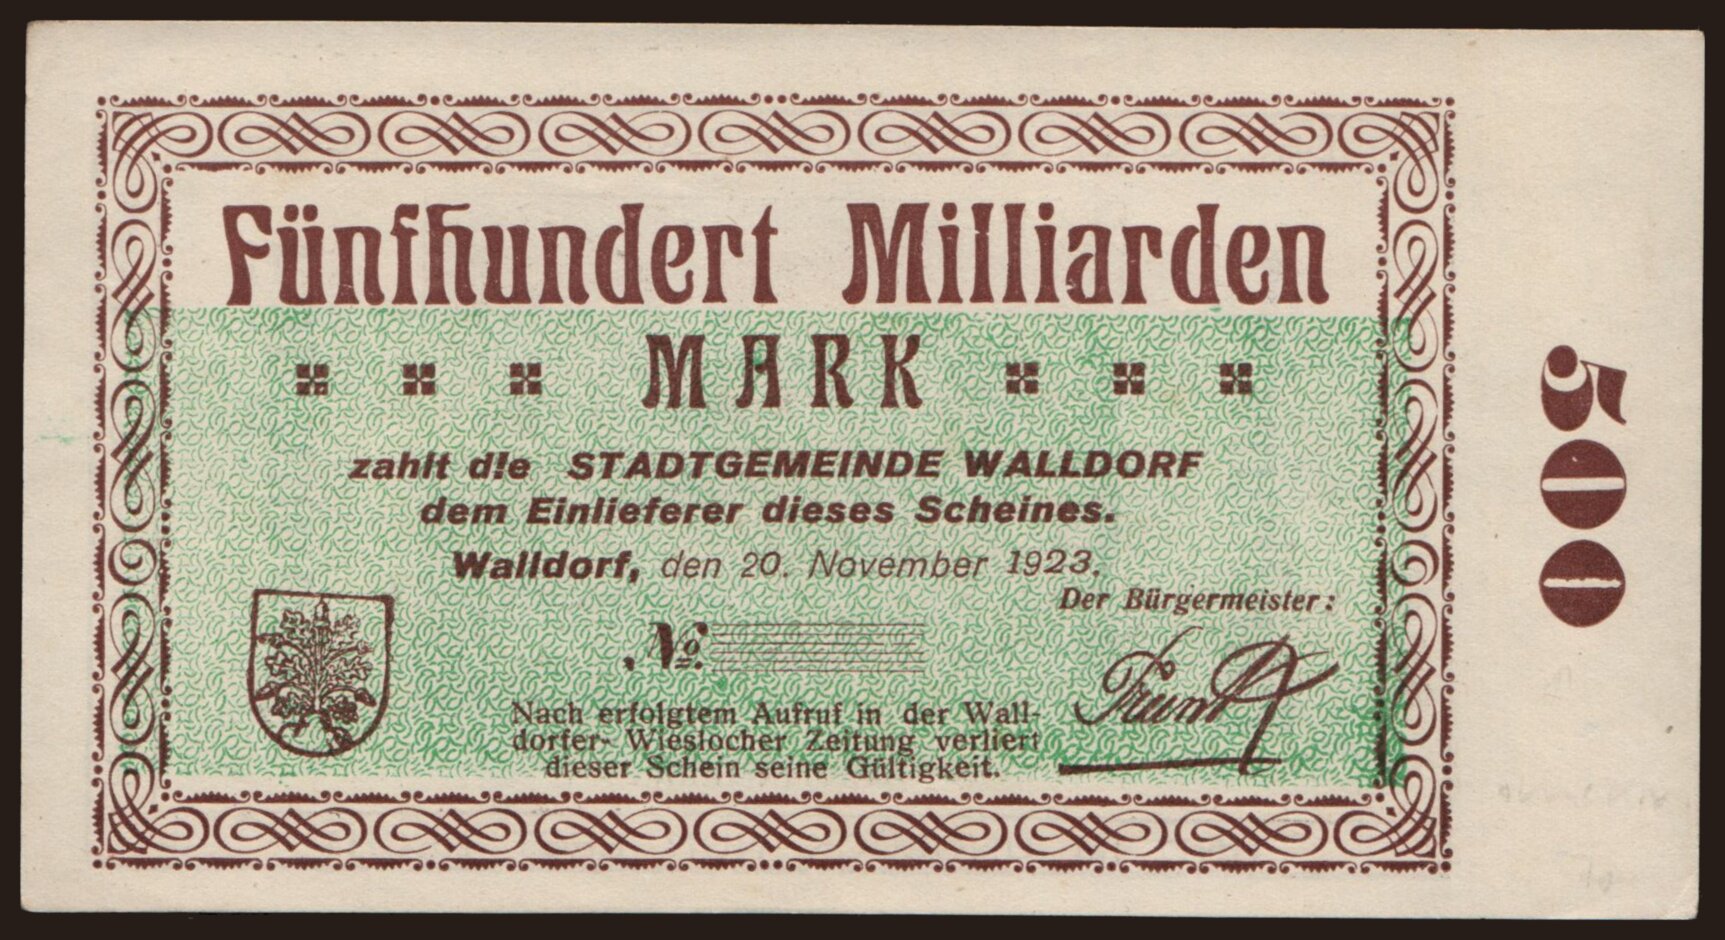 Fünfhundert Milliarden
MARK
zahlt die STADTGEMEINDE WALLDORF
dem Einlieferer dieses Scheines.
Walldorf, den 20. November 1923.
Der Bürgermeister:
No.
Nach erfolgtem Aufruf in der Wall-
dorfer- Wieslocher Zeitung verliert
dieser Schein seine Gültigkeit.
500